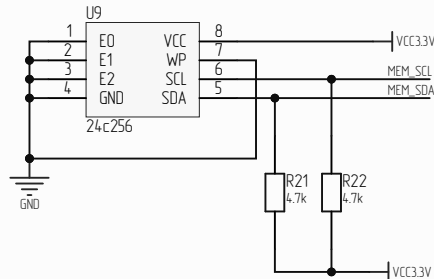 U9
1 E0 VCC 8 VCC3.3V
2 E1 WP 7
3 E2 SCL 6 MEM_SCL
4 GND SDA 5 MEM_SDA
24c256
R21 R22
4.7k 4.7k
GND
VCC3.3V